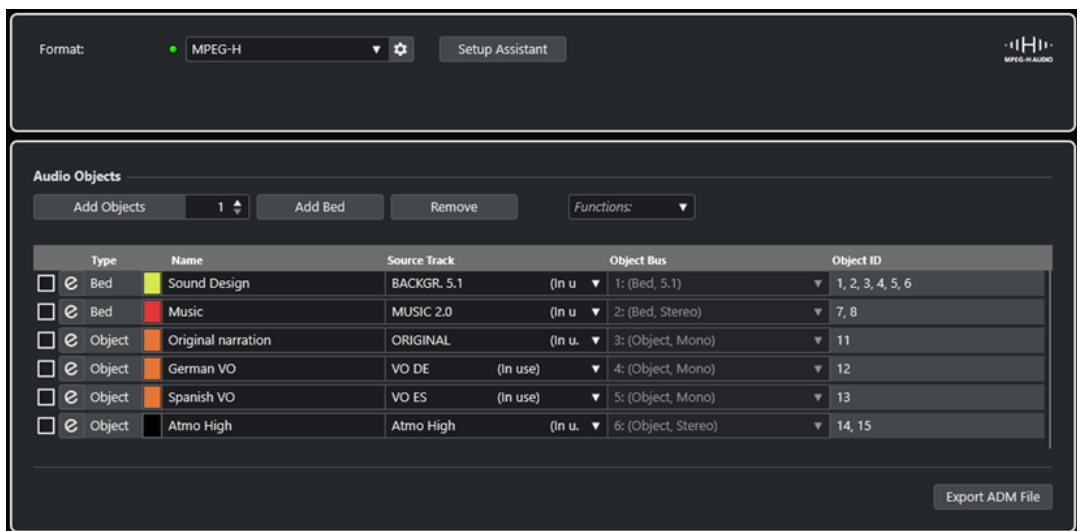 Format: MPEG-H Setup Assistant
MPEG-H AUDIO
Audio Objects
Add Objects 1 Add Bed Remove Functions:
Type Name Source Track Object Bus Object ID
e Bed Sound Design BACKGR. 5.1 (In u 1: (Bed, 5.1) 1, 2, 3, 4, 5, 6
e Bed Music MUSIC 2.0 (In u 2: (Bed, Stereo) 7, 8
e Object Original narration ORIGINAL (In u. 3: (Object, Mono) 11
e Object German VO VO DE (In use) 4: (Object, Mono) 12
e Object Spanish VO VO ES (In use) 5: (Object, Mono) 13
e Object Atmo High Atmo High (In u. 6: (Object, Stereo) 14, 15
Export ADM File